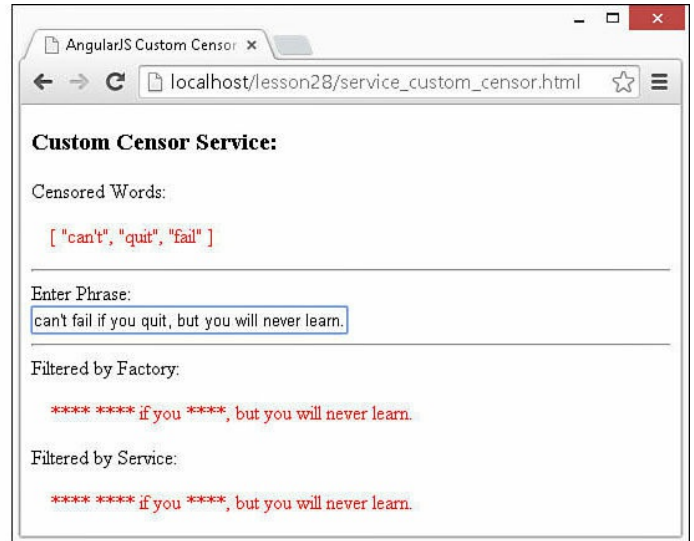 AngularJS Custom Censor
localhost/lesson28/service_custom_censor.html
Custom Censor Service:
Censored Words:
[ "can't", "quit", "fail" ]
Enter Phrase:
can't fail if you quit, but you will never learn.
Filtered by Factory:
**** **** if you ****, but you will never learn.
Filtered by Service:
**** **** if you ****, but you will never learn.